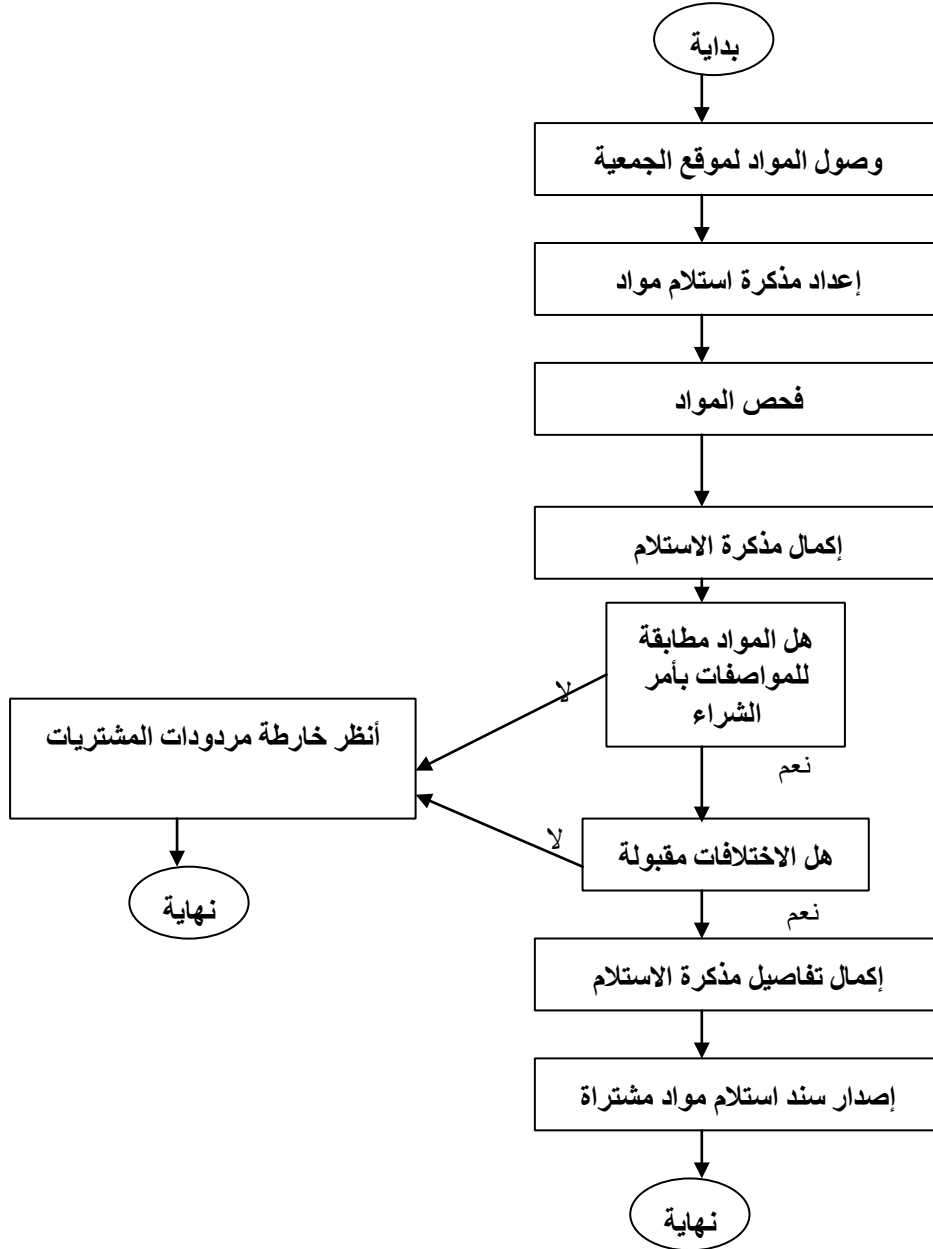 بداية
وصول المواد لموقع الجمعية
إعداد مذكرة استلام مواد
فحص المواد
إكمال مذكرة الاستلام
هل المواد مطابقة
للمواصفات بأمر
الشراء
لا
أنظر خارطة مردودات المشتريات
نعم
لا
هل الاختلافات مقبولة
نهاية
نعم
إكمال تفاصيل مذكرة الاستلام
إصدار سند استلام مواد مشتراة
نهاية